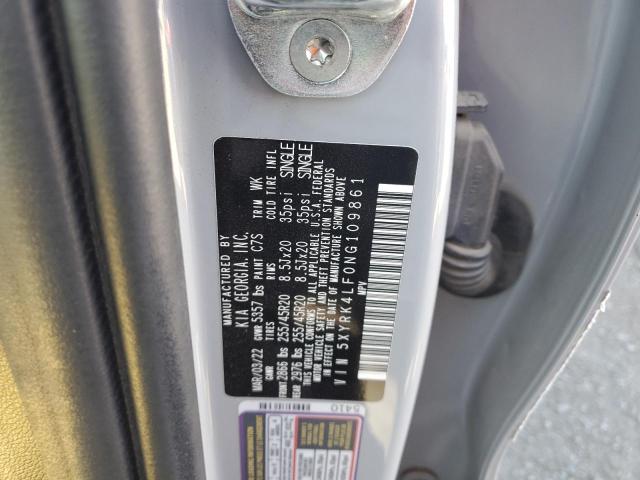 MANUFACTURED BY
KIA GEORGIA, INC.
MAR/03/22 GVWR 5357 lbs PAINT C7S TRIM WK
GAWR TIRES RIMS COLD TIRE INFL
FRONT 2866 lbs 255/45R20 8.5Jx20 35psi SINGLE
REAR 2976 lbs 255/45R20 8.5Jx20 35psi SINGLE
THIS VEHICLE CONFORMS TO ALL APPLICABLE U.S.A. FEDERAL
MOTOR VEHICLE SAFETY AND BUMPER AND THEFT PREVENTION STANDARDS
IN EFFECT ON THE DATE OF MANUFACTURE SHOWN ABOVE
VIN 5XYRK4LF0NG109861
MPV
5410